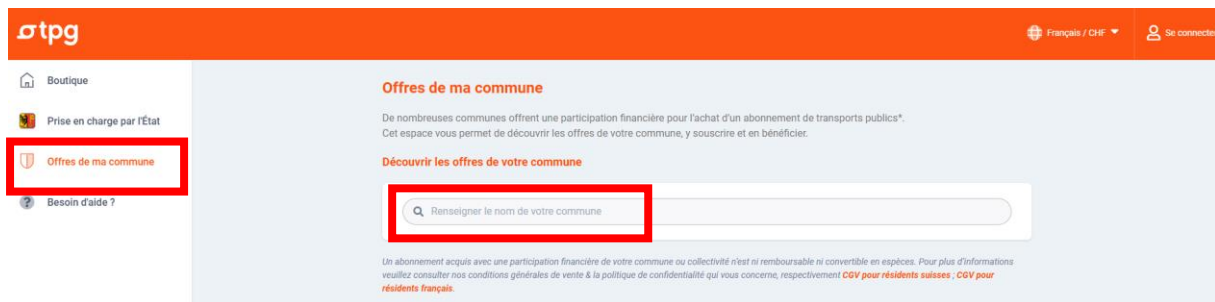 tpg
Français / CHF
Se connecter
Boutique
Prise en charge par l'État
Offres de ma commune
Besoin d'aide ?
Offres de ma commune
De nombreuses communes offrent une participation financière pour l'achat d'un abonnement de transports publics*.
Cet espace vous permet de découvrir les offres de votre commune, y souscrire et en bénéficier.
Découvrir les offres de votre commune
Renseigner le nom de votre commune
Un abonnement acquis avec une participation financière de votre commune ou collectivité n'est ni remboursable ni convertible en espèces. Pour plus d'informations
veuillez consulter nos conditions générales de vente & la politique de confidentialité qui vous concerne, respectivement CGV pour résidents suisses ; CGV pour
résidents français.